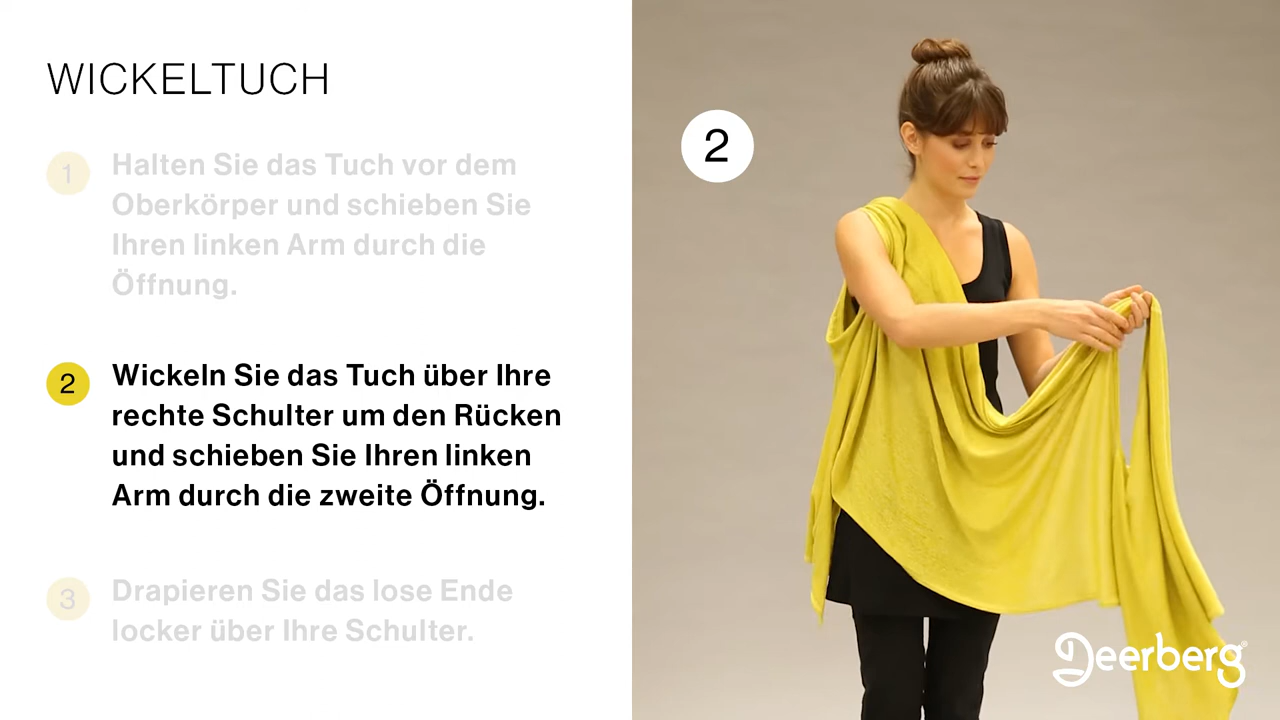 WICKELTUCH
1
Halten Sie das Tuch vor dem
Oberkörper und schieben Sie
Ihren linken Arm durch die
Öffnung.
2
Wickeln Sie das Tuch über Ihre
rechte Schulter um den Rücken
und schieben Sie Ihren linken
Arm durch die zweite Öffnung.
3
Drapieren Sie das lose Ende
locker über Ihre Schulter.
2
Deerberg®